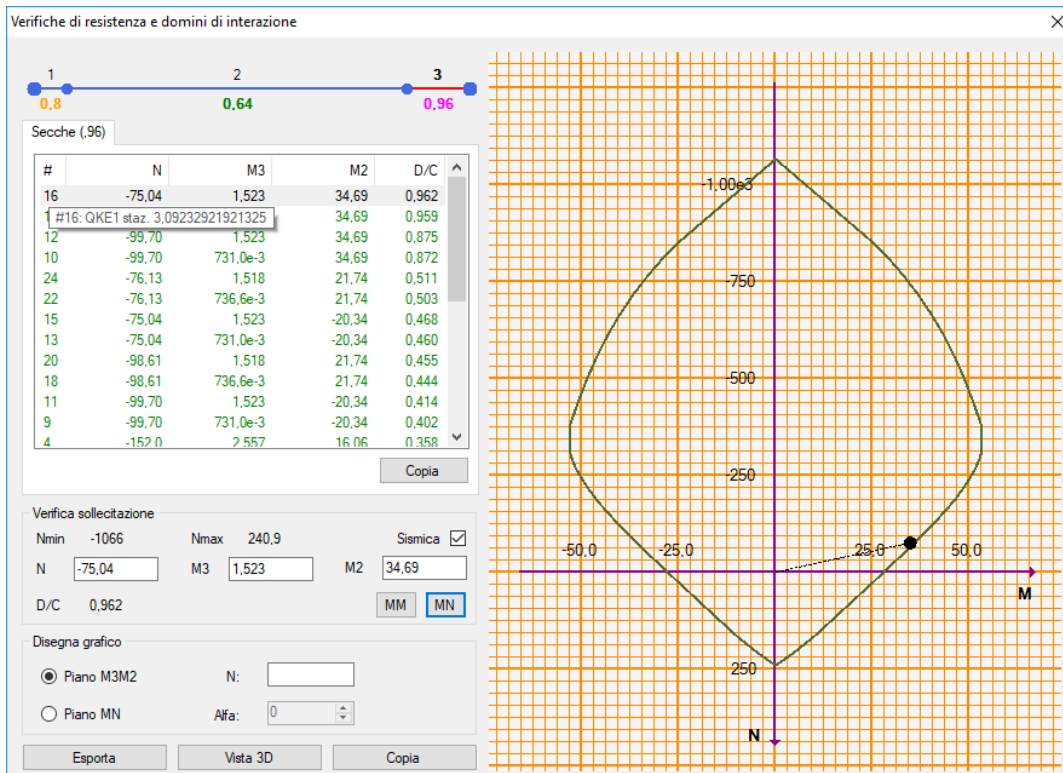 Verifiche di resistenza e domini di interazione
1 2 3
0,8 0,64 0,96
Secche (,96)
# N M3 M2 D/C
16 -75,04 1,523 34,69 0,962
34,69 0,959
#16: QKE1 staz. 3,09232921921325
12 -99,70 1,523 34,69 0,875
10 -99,70 731,0e-3 34,69 0,872
24 -76,13 1,518 21,74 0,511
22 -76,13 736,6e-3 21,74 0,503
15 -75,04 1,523 -20,34 0,468
13 -75,04 731,0e-3 -20,34 0,460
20 -98,61 1,518 21,74 0,455
18 -98,61 736,6e-3 21,74 0,444
11 -99,70 1,523 -20,34 0,414
9 -99,70 731,0e-3 -20,34 0,402
4 -152,0 2,557 16,06 0,358
Copia
Verifica sollecitazione
Nmin -1066 Nmax 240,9 Sismica
N -75,04 M3 1,523 M2 34,69
D/C 0,962 MM MN
Disegna grafico
Piano M3M2 N:
Piano MN Alfa: 0
Esporta Vista 3D Copia
-1,00e3
-750
-500
-250
-50,0 -25,0 25,0 50,0
M
250
N